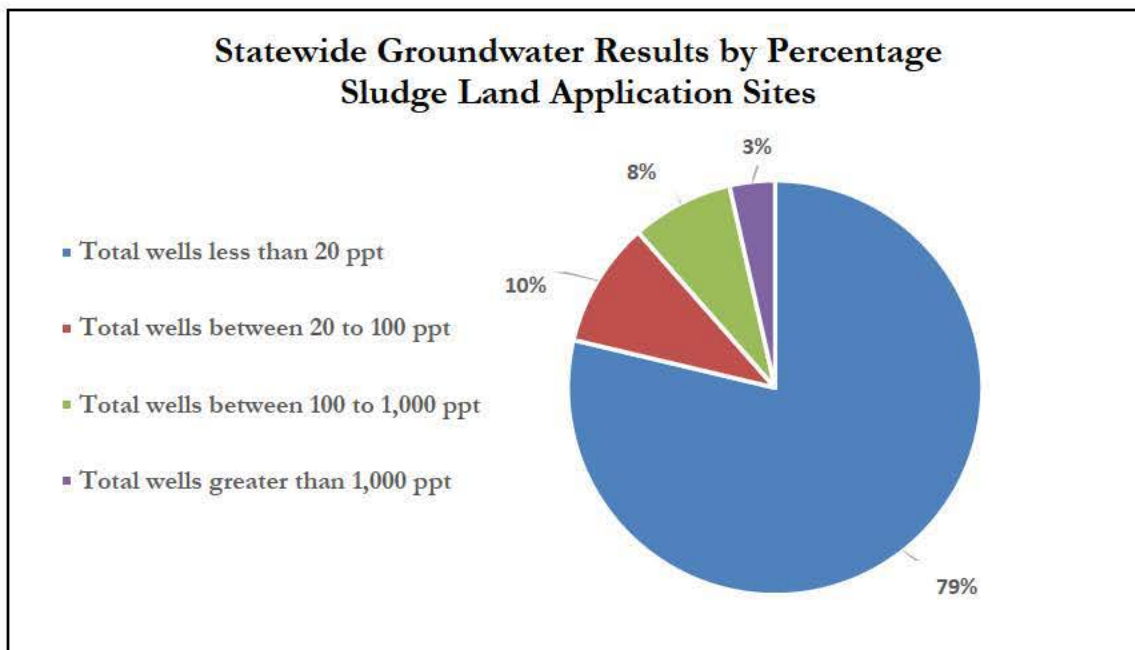 Statewide Groundwater Results by Percentage
Sludge Land Application Sites
3%
8%
Total wells less than 20 ppt
10%
Total wells between 20 to 100 ppt
Total wells between 100 to 1,000 ppt
Total wells greater than 1,000 ppt
79%